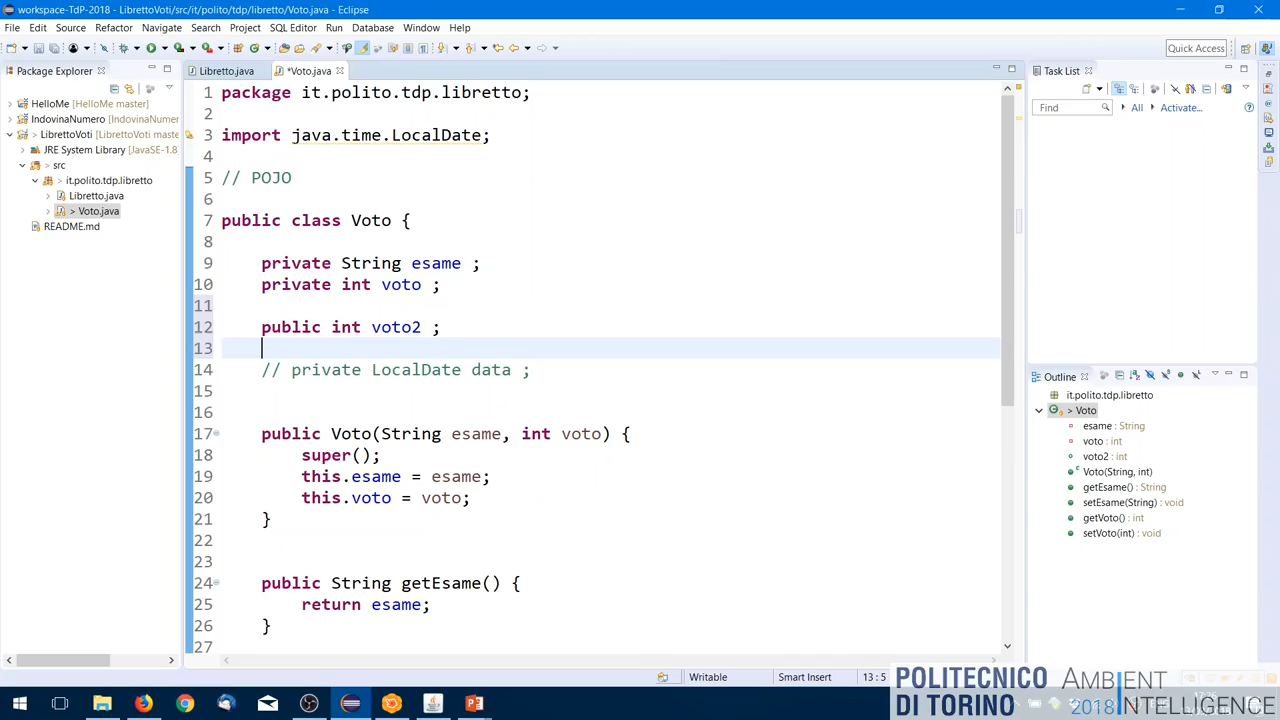 workspace-TdP-2018 - LibrettoVoti/src/it/polito/tdp/libretto/Voto.java - Eclipse
File Edit Source Refactor Navigate Search Project SQL Editor Run Database Window Help
Quick Access
Package Explorer
Libretto.java
*Voto.java
Task List
HelloMe [HelloMe master]
IndovinaNumero [IndovinaNumero
> LibrettoVoti [LibrettoVoti maste
JRE System Library [JavaSE-1.8
> src
> it.polito.tdp.libretto
Libretto.java
> Voto.java
README.md
1 package it.polito.tdp.libretto;
2
3 import java.time.LocalDate;
4
5 // POJO
6
7 public class Voto {
8
9 private String esame ;
10 private int voto ;
11
12 public int voto2 ;
13
14 // private LocalDate data ;
15
16
17 public Voto(String esame, int voto) {
18 super();
19 this.esame = esame;
20 this.voto = voto;
21 }
22
23
24 public String getEsame() {
25 return esame;
26 }
27
Find
All
Activate...
Outline
it.polito.tdp.libretto
> Voto
esame : String
voto : int
voto2 : int
Voto(String, int)
getEsame() : String
setEsame(String) : void
getVoto() : int
setVoto(int) : void
Writable
Smart Insert
13 : 5
POLITECNICO
DI TORINO
AMBIENT
2018 INTELLIGENCE